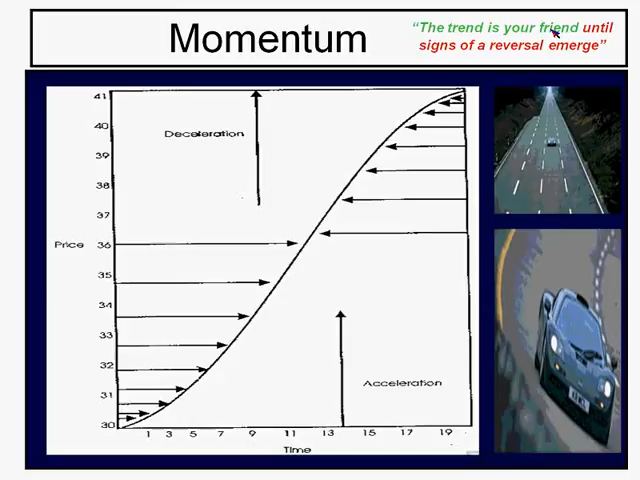 Momentum
"The trend is your friend until
signs of a reversal emerge"
41
Deceleration
40
39
38
37
Price 36
35
34
33
32
31
Acceleration
30
1 3 5 7 9 11 13 15 17 19
Time